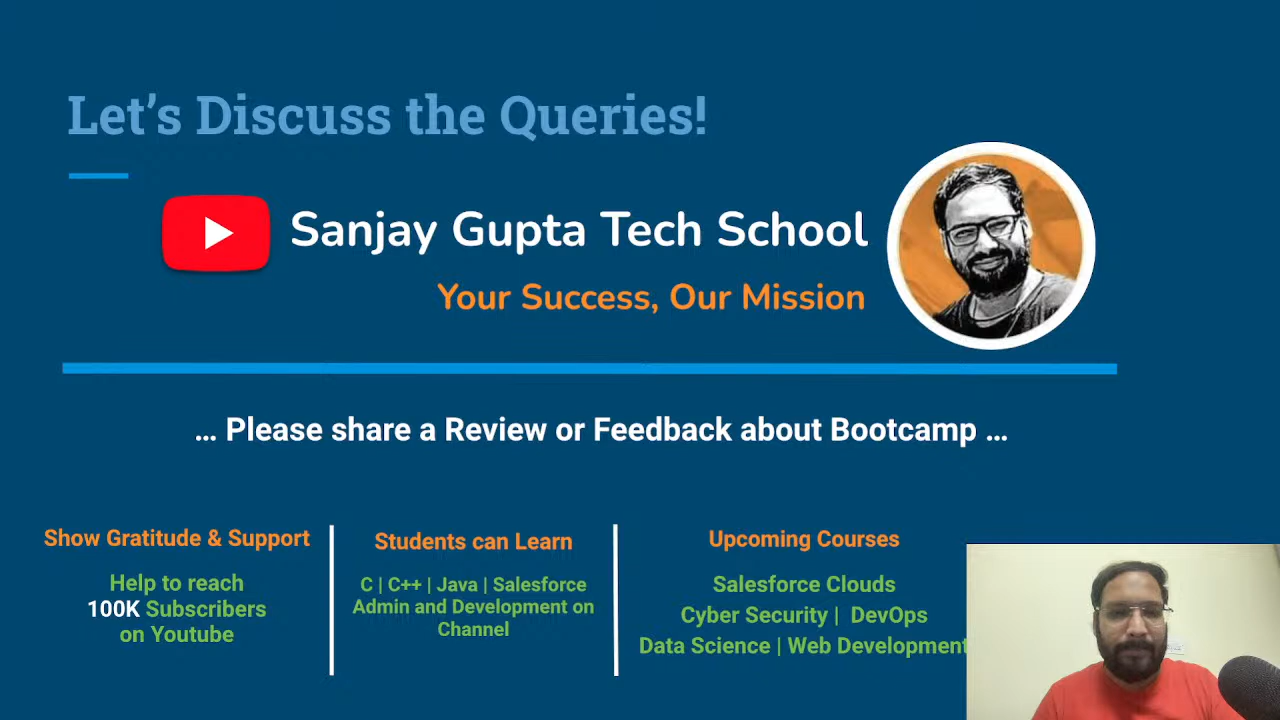 Let's Discuss the Queries!
Sanjay Gupta Tech School
Your Success, Our Mission
... Please share a Review or Feedback about Bootcamp ...
Show Gratitude & Support
Help to reach
100K Subscribers
on Youtube
Students can Learn
C | C++ | Java | Salesforce
Admin and Development on
Channel
Upcoming Courses
Salesforce Clouds
Cyber Security | DevOps
Data Science | Web Development